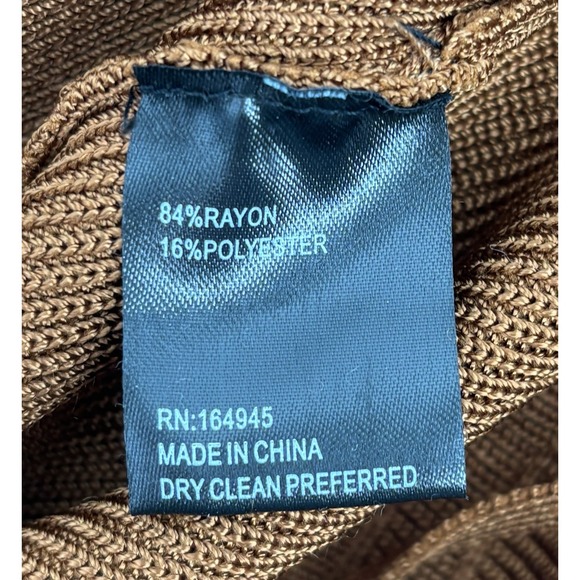 84%RAYON
16%POLYESTER
RN:164945
MADE IN CHINA
DRY CLEAN PREFERRED